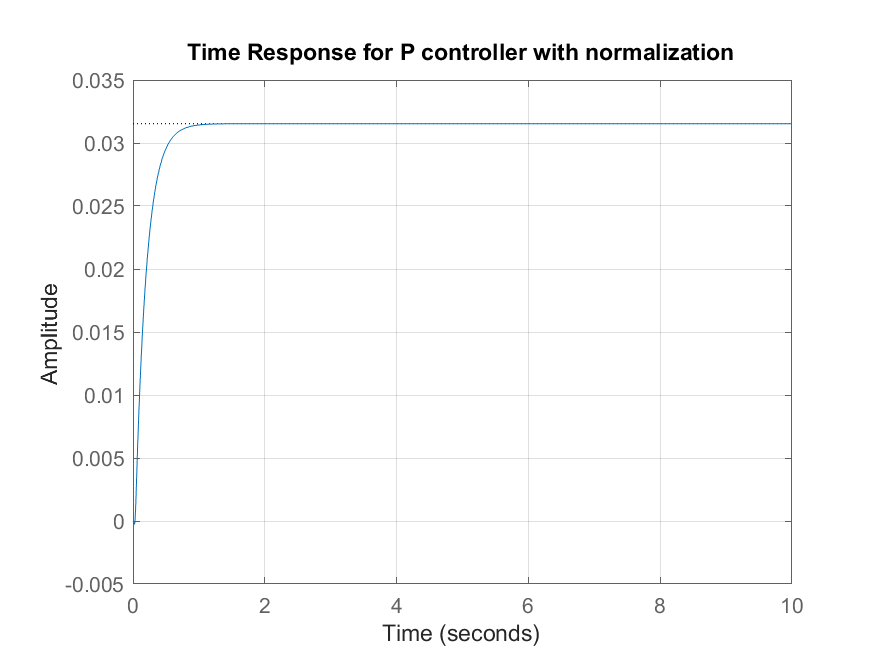 Time Response for P controller with normalization
0.035
0.03
0.025
0.02
0.015
0.01
0.005
0
-0.005
Amplitude
0 2 4 6 8 10
Time (seconds)